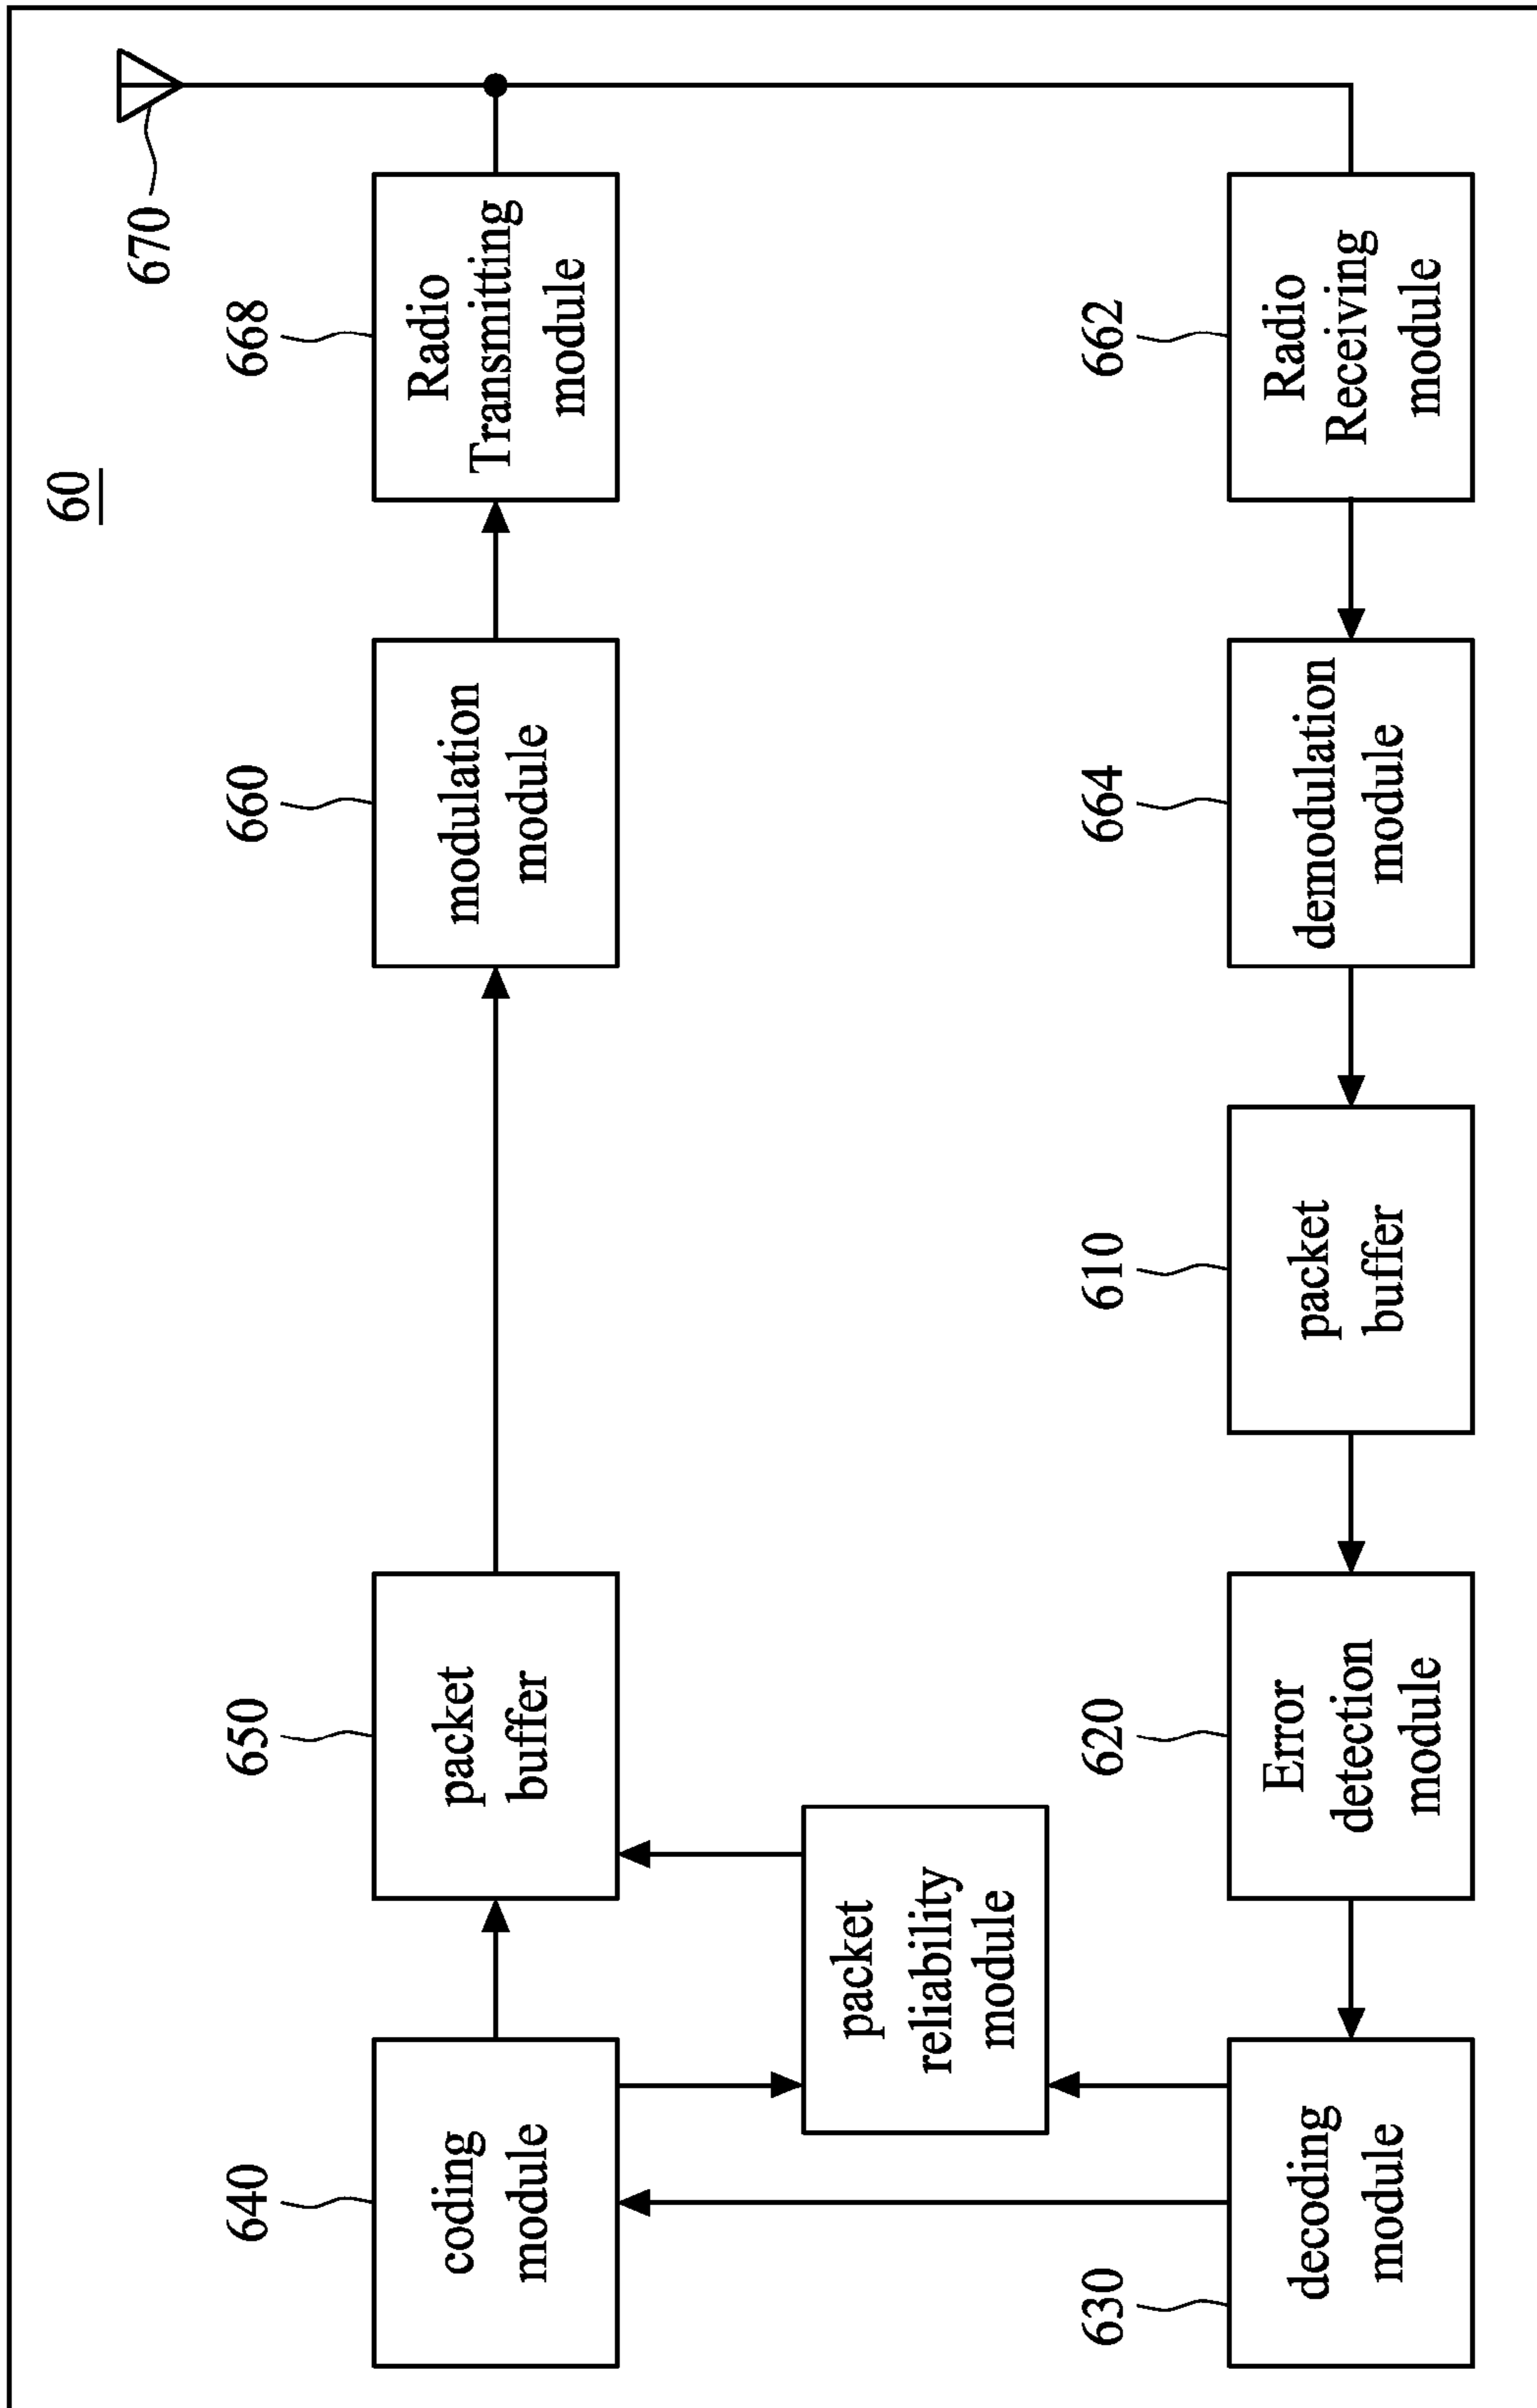 60
670
640
coding
module
650
packet
buffer
660
modulation
module
668
Radio
Transmitting
module
packet
reliability
module
630
decoding
module
620
Error
detection
module
610
packet
buffer
664
demodulation
module
662
Radio
Receiving
module